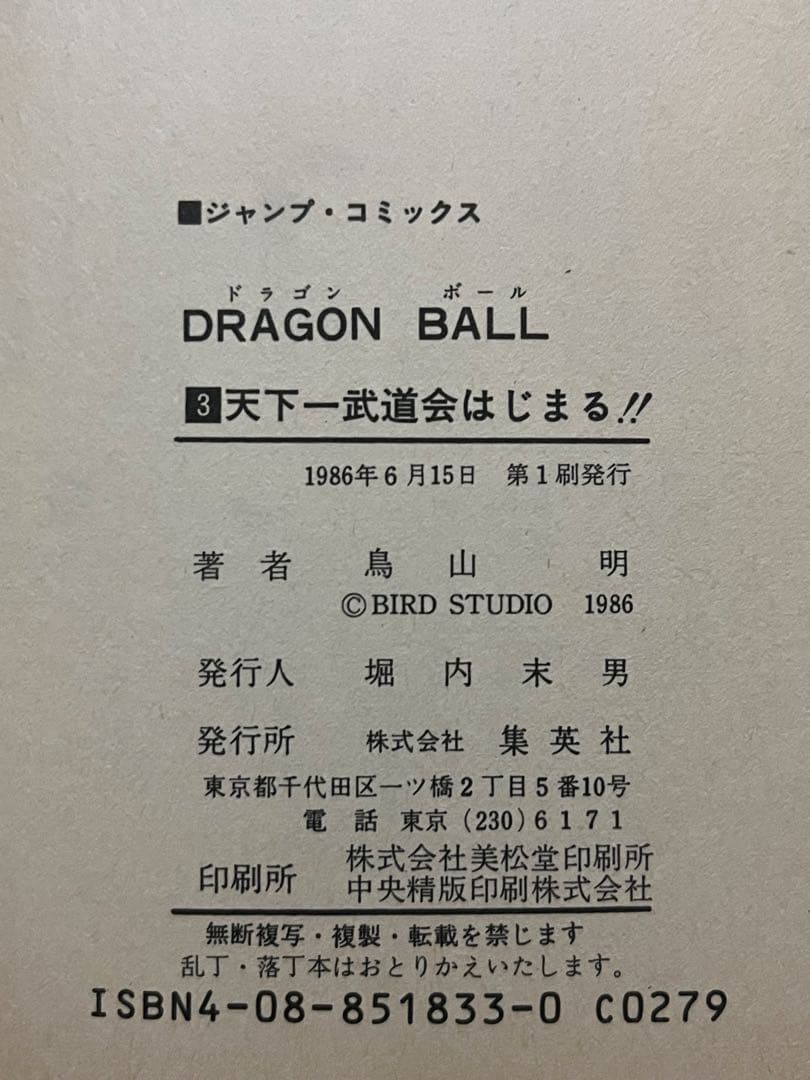 ■ジャンプ・コミックス
ドラゴン ボール
DRAGON BALL
3天下一武道会はじまる!!
1986年6月15日 第1刷発行
著者 鳥山 明
©BIRD STUDIO 1986
発行人 堀内末男
発行所 株式会社 集英社
東京都千代田区一ツ橋2丁目5番10号
電話 東京(230)6171
印刷所 株式会社美松堂印刷所
中央精版印刷株式会社
無断複写・複製・転載を禁じます
乱丁・落丁本はおとりかえいたします。
ISBN4-08-851833-0 C0279